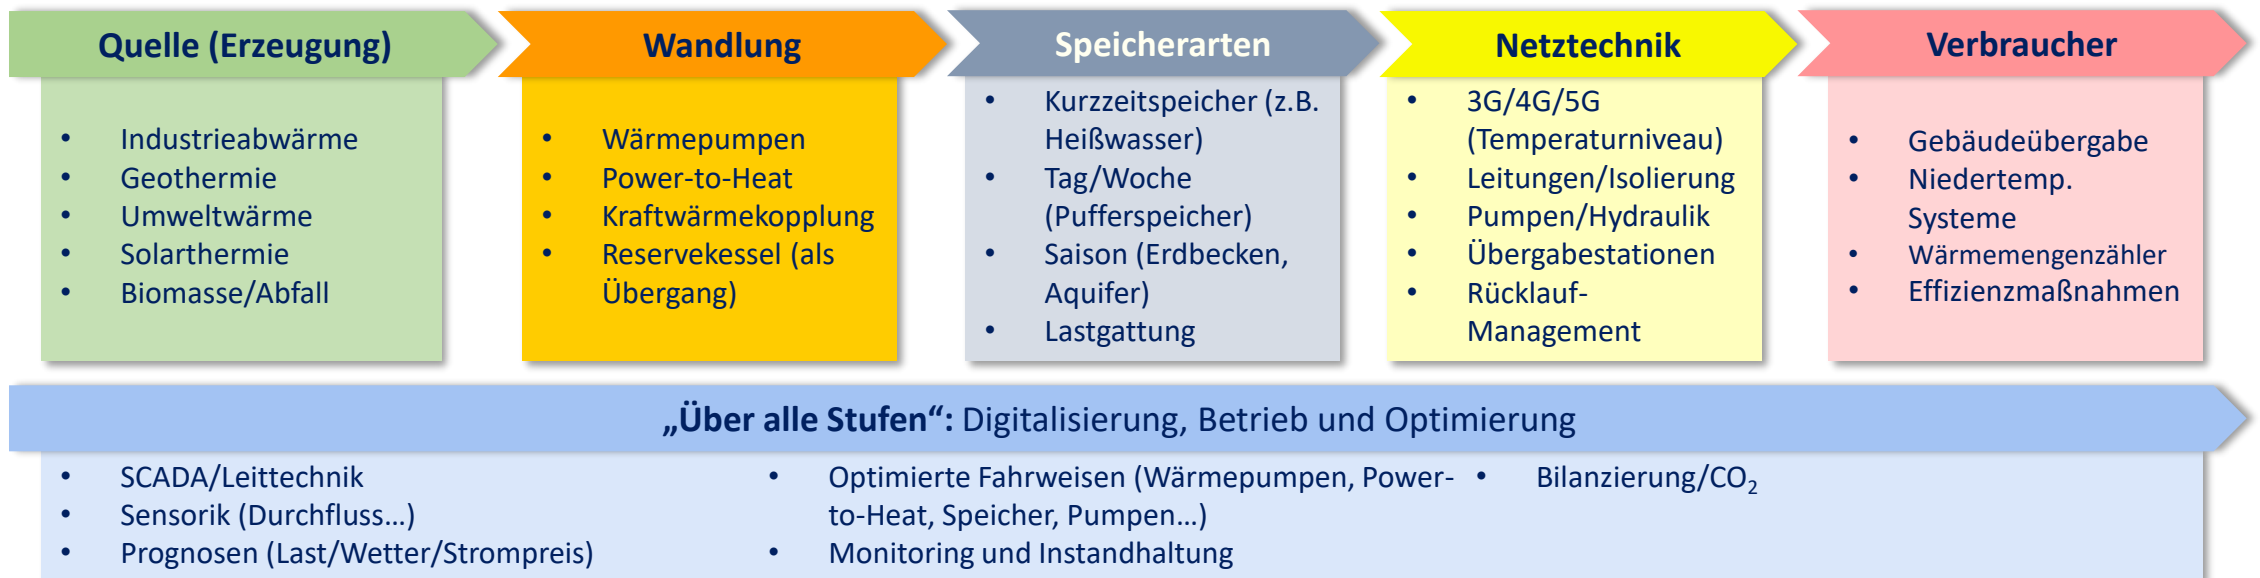 Quelle (Erzeugung)
• Industrieabwärme
• Geothermie
• Umweltwärme
• Solarthermie
• Biomasse/Abfall
Wandlung
• Wärmepumpen
• Power-to-Heat
• Kraftwärmekopplung
• Reservekessel (als
Übergang)
Speicherarten
• Kurzzeitspeicher (z.B.
Heißwasser)
• Tag/Woche
(Pufferspeicher)
• Saison (Erdbecken,
Aquifer)
• Lastgattung
Netztechnik
• 3G/4G/5G
(Temperaturniveau)
• Leitungen/Isolierung
• Pumpen/Hydraulik
• Übergabestationen
• Rücklauf-
Management
Verbraucher
• Gebäudeübergabe
• Niedertemp.
Systeme
• Wärmemengenzähler
• Effizienzmaßnahmen
„Über alle Stufen“: Digitalisierung, Betrieb und Optimierung
• SCADA/Leittechnik
• Sensorik (Durchfluss…)
• Prognosen (Last/Wetter/Strompreis)
• Optimierte Fahrweisen (Wärmepumpen, Power-
to-Heat, Speicher, Pumpen…)
• Monitoring und Instandhaltung
• Bilanzierung/CO₂